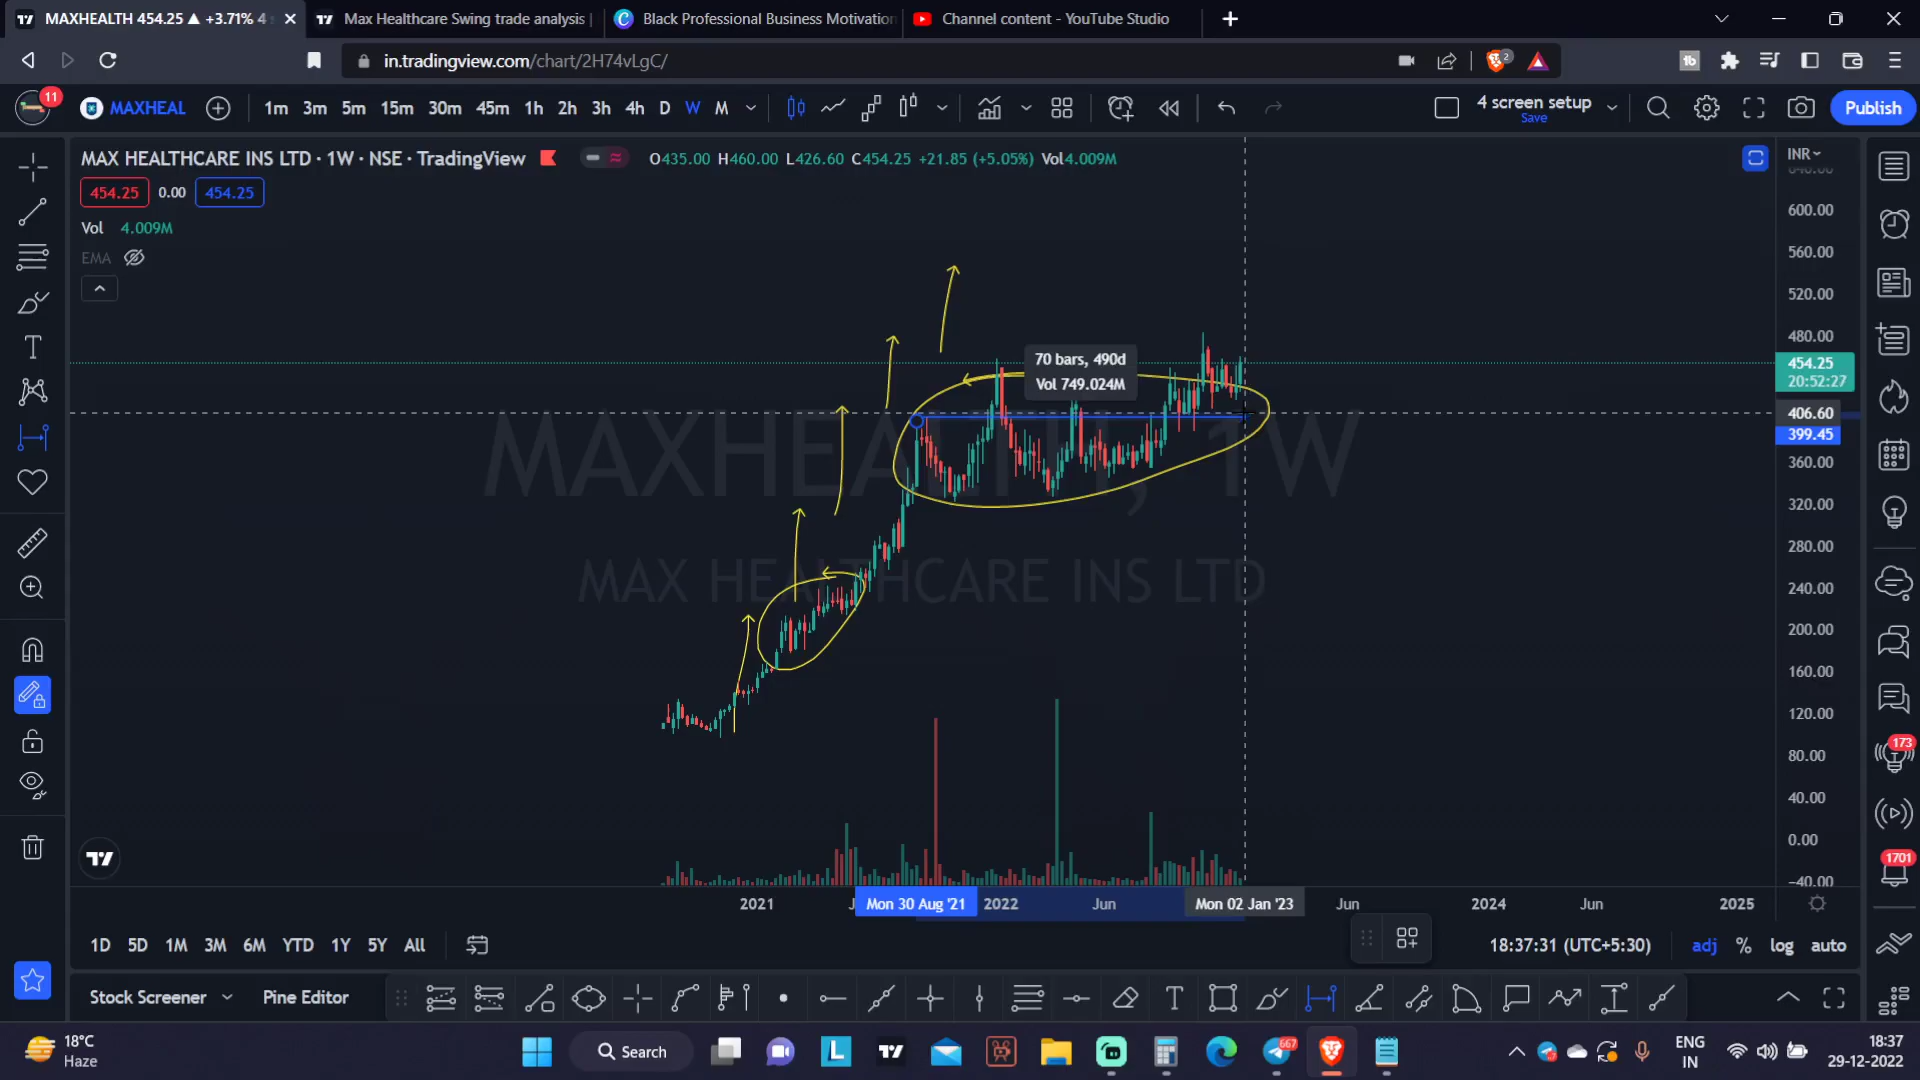 MAXHEALTH 454.25 ▲ +3.71% 4
Max Healthcare Swing trade analysis
Black Professional Business Motivation
Channel content - YouTube Studio
in.tradingview.com/chart/2H74vLgC/
2
11
MAXHEAL
1m 3m 5m 15m 30m 45m 1h 2h 3h 4h D W M
4 screen setup
Save
Publish
MAX HEALTHCARE INS LTD · 1W · NSE · TradingView
O435.00 H460.00 L426.60 C454.25 +21.85 (+5.05%) Vol4.009M
INR
454.25 0.00 454.25
Vol 4.009M
EMA
640.00
600.00
560.00
520.00
480.00
454.25
20:52:27
406.60
399.45
360.00
320.00
280.00
240.00
200.00
160.00
120.00
80.00
40.00
0.00
−40.00
70 bars, 490d
Vol 749.024M
MAXHEALTH, 1W
MAX HEALTHCARE INS LTD
173
1701
2021 Mon 30 Aug '21 2022 Jun Mon 02 Jan '23 Jun 2024 Jun 2025
1D 5D 1M 3M 6M YTD 1Y 5Y All
18:37:31 (UTC+5:30) adj % log auto
Stock Screener Pine Editor
18°C
Haze
Search
667
ENG
IN
18:37
29-12-2022